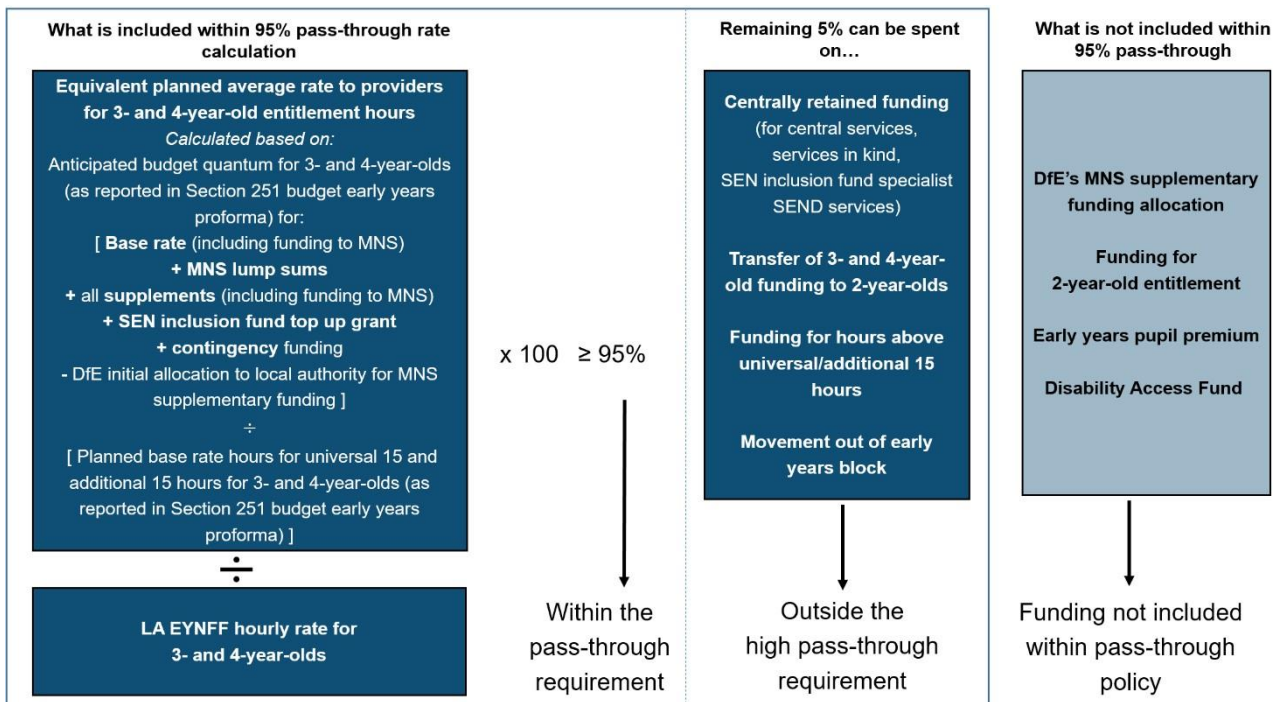 What is included within 95% pass-through rate
calculation
Equivalent planned average rate to providers
for 3- and 4-year-old entitlement hours
Calculated based on:
Anticipated budget quantum for 3- and 4-year-olds
(as reported in Section 251 budget early years
proforma) for:
[ Base rate (including funding to MNS)
+ MNS lump sums
+ all supplements (including funding to MNS)
+ SEN inclusion fund top up grant
+ contingency funding
- DfE initial allocation to local authority for MNS
supplementary funding ]
÷
[ Planned base rate hours for universal 15 and
additional 15 hours for 3- and 4-year-olds (as
reported in Section 251 budget early years
proforma) ]
÷
LA EYNFF hourly rate for
3- and 4-year-olds
x 100 ≥ 95%
Within the
pass-through
requirement
Remaining 5% can be spent
on…
Centrally retained funding
(for central services,
services in kind,
SEN inclusion fund specialist
SEND services)
Transfer of 3- and 4-year-
old funding to 2-year-olds
Funding for hours above
universal/additional 15
hours
Movement out of early
years block
Outside the
high pass-through
requirement
What is not included within
95% pass-through
DfE's MNS supplementary
funding allocation
Funding for
2-year-old entitlement
Early years pupil premium
Disability Access Fund
Funding not included
within pass-through
policy